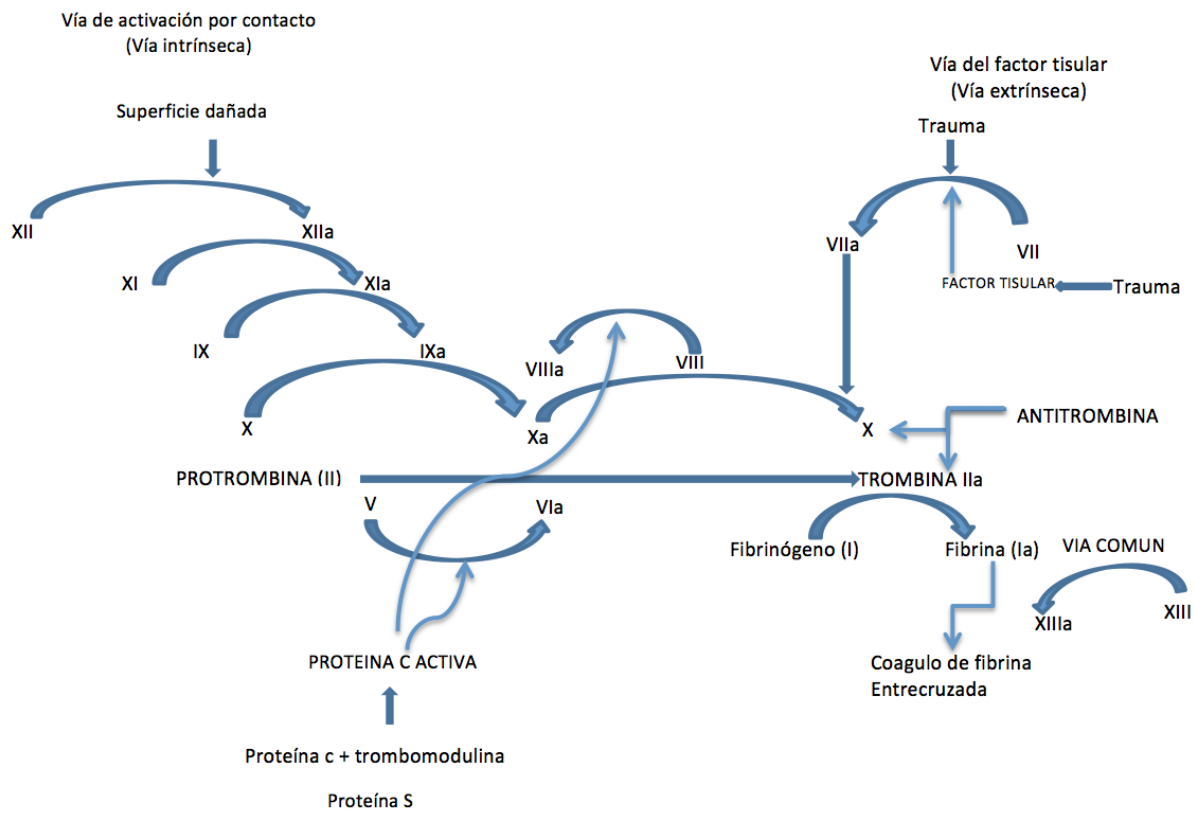 Vía de activación por contacto
(Vía intrínseca)
Superficie dañada
XII
XIIa
XI
XIa
IX
IXa
X
Xa
VIIIa
VIII
Vía del factor tisular
(Vía extrínseca)
Trauma
VIIa
VII
FACTOR TISULAR
Trauma
X
ANTITROMBINA
PROTROMBINA (II)
TROMBINA IIa
V
VIa
Fibrinógeno (I)
Fibrina (Ia)
VIA COMUN
XIIIa
XIII
Coagulo de fibrina
Entrecruzada
PROTEINA C ACTIVA
Proteína c + trombomodulina
Proteína S